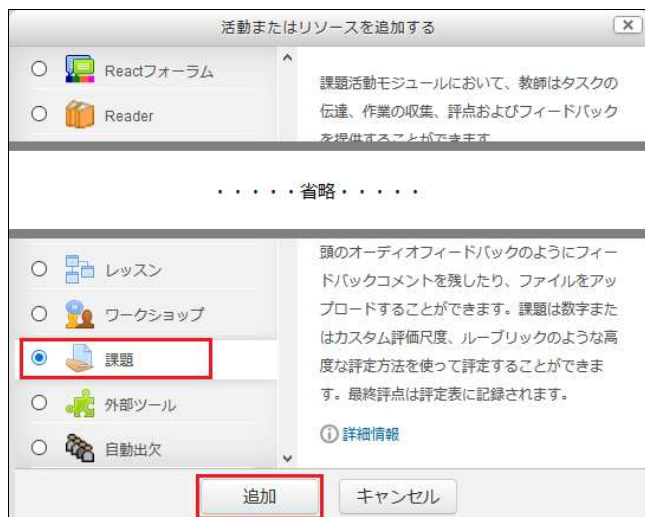 活動またはリソースを追加する
Reactフォーラム
Reader
課題活動モジュールにおいて、教師はタスクの
伝達、作業の収集、評点およびフィードバック
を提供することができます。
・・・・・省略・・・・・
レッスン
ワークショップ
課題
外部ツール
自動出欠
頭のオーディオフィードバックのようにフィー
ドバックコメントを残したり、ファイルをアッ
プロードすることができます。課題は数字また
はカスタム評価尺度、ルーブリックのような高
度な評定方法を使って評定することができま
す。最終評点は評定表に記録されます。
詳細情報
追加
キャンセル